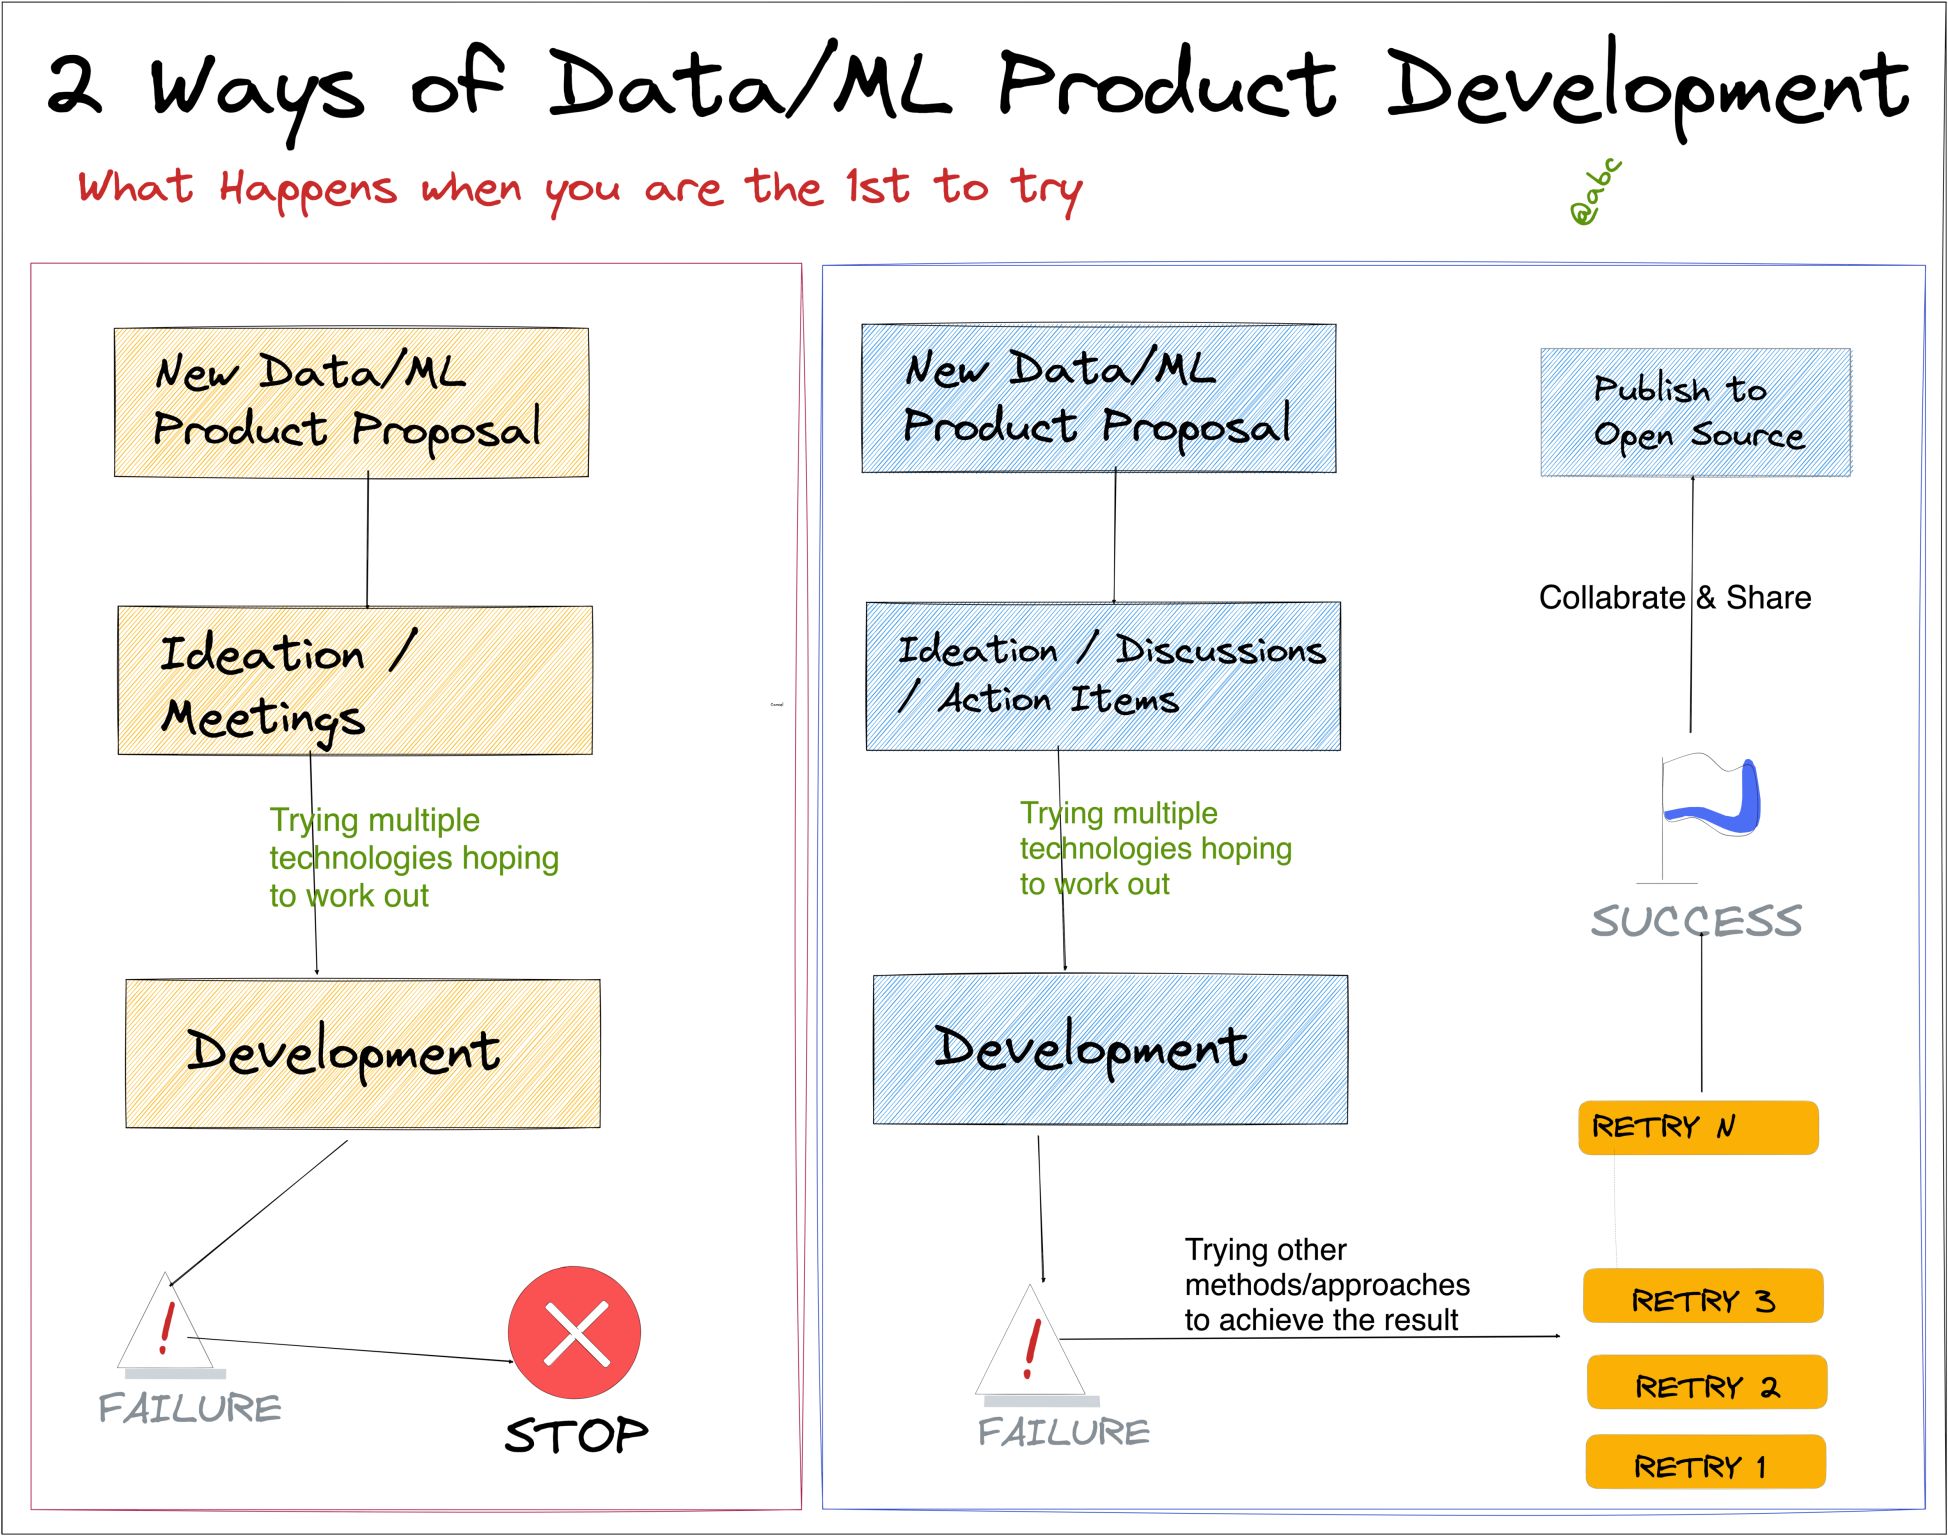 2 Ways of Data/ML Product Development
What Happens when you are the 1st to try
@abc
New Data/ML
Product Proposal
Ideation /
Meetings
Trying multiple
technologies hoping
to work out
Development
FAILURE
STOP
New Data/ML
Product Proposal
Ideation / Discussions
/ Action Items
Trying multiple
technologies hoping
to work out
Development
FAILURE
Trying other
methods/approaches
to achieve the result
Publish to
Open Source
Collabrate & Share
SUCCESS
RETRY N
RETRY 3
RETRY 2
RETRY 1